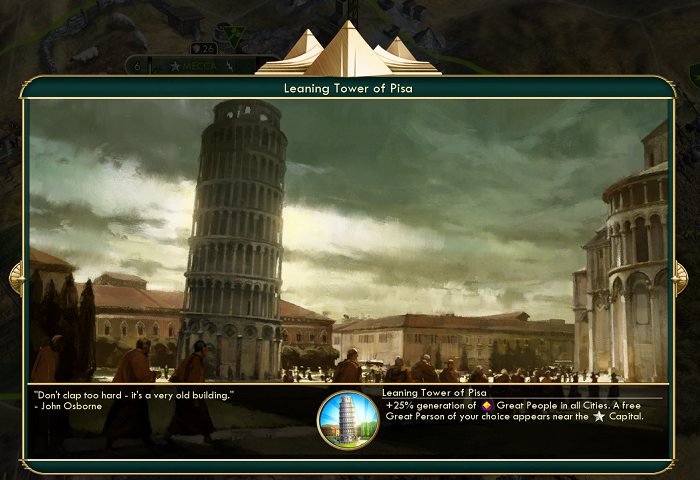 26
6 MECCA
Leaning Tower of Pisa
"Don't clap too hard - it's a very old building."
- John Osborne
Leaning Tower of Pisa
+25% generation of Great People in all Cities. A free
Great Person of your choice appears near the Capital.